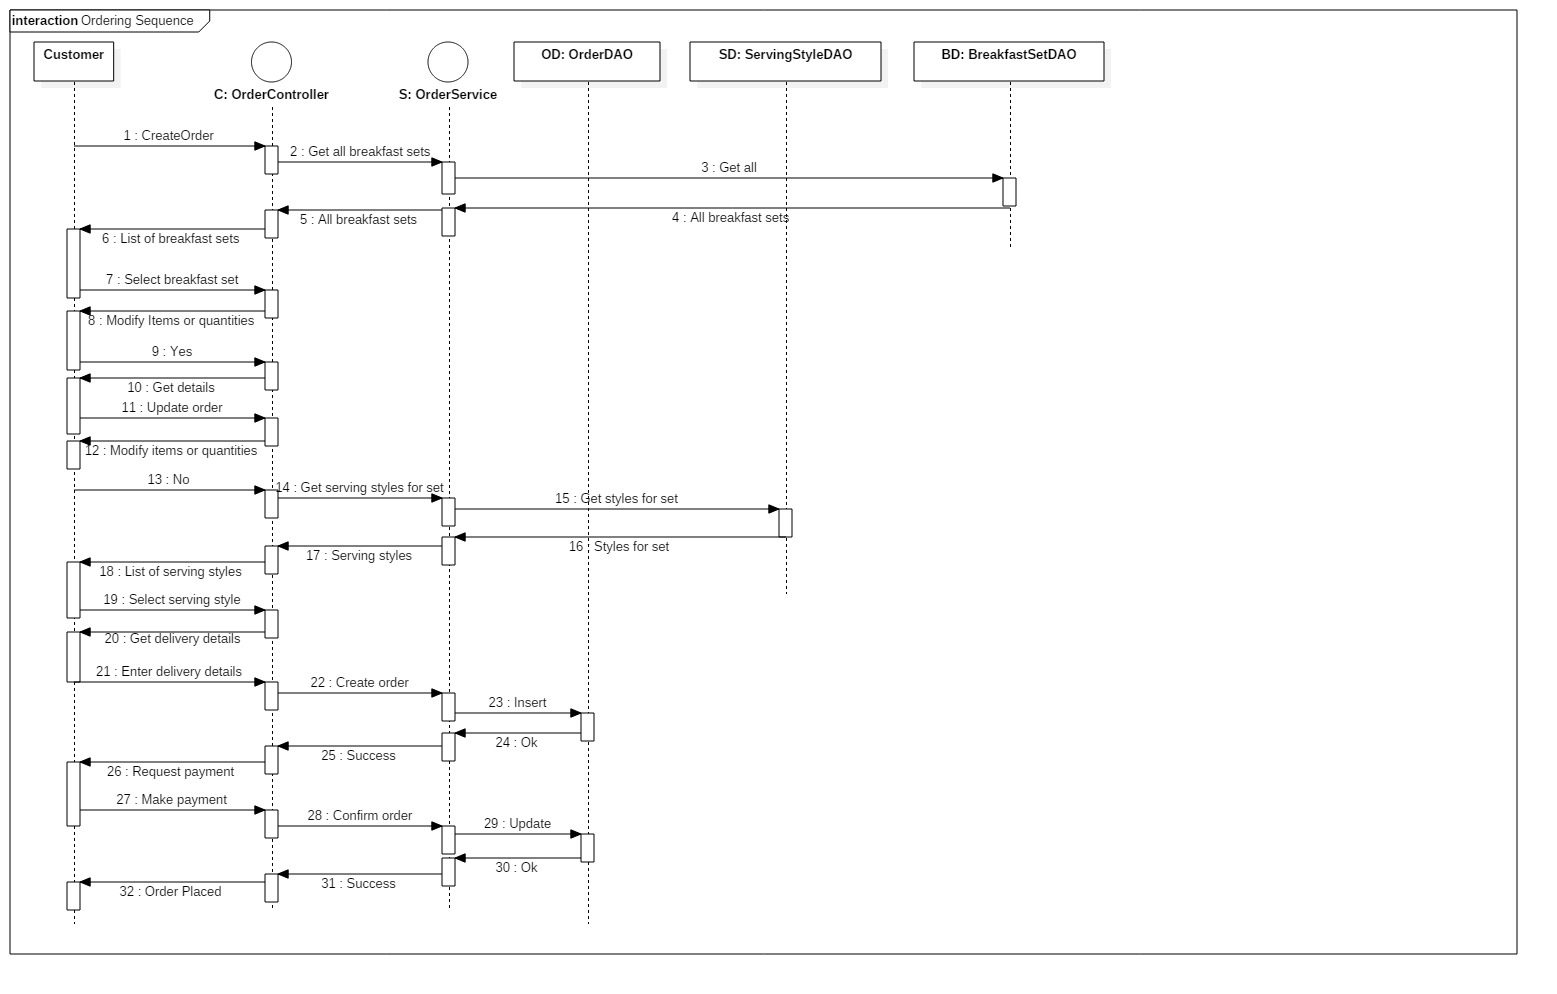 interaction Ordering Sequence
Customer
C: OrderController
S: OrderService
OD: OrderDAO
SD: ServingStyleDAO
BD: BreakfastSetDAO
1 : CreateOrder
2 : Get all breakfast sets
3 : Get all
4 : All breakfast sets
5 : All breakfast sets
6 : List of breakfast sets
7 : Select breakfast set
8 : Modify Items or quantities
9 : Yes
10 : Get details
11 : Update order
12 : Modify items or quantities
13 : No
14 : Get serving styles for set
15 : Get styles for set
16 : Styles for set
17 : Serving styles
18 : List of serving styles
19 : Select serving style
20 : Get delivery details
21 : Enter delivery details
22 : Create order
23 : Insert
24 : Ok
25 : Success
26 : Request payment
27 : Make payment
28 : Confirm order
29 : Update
30 : Ok
31 : Success
32 : Order Placed